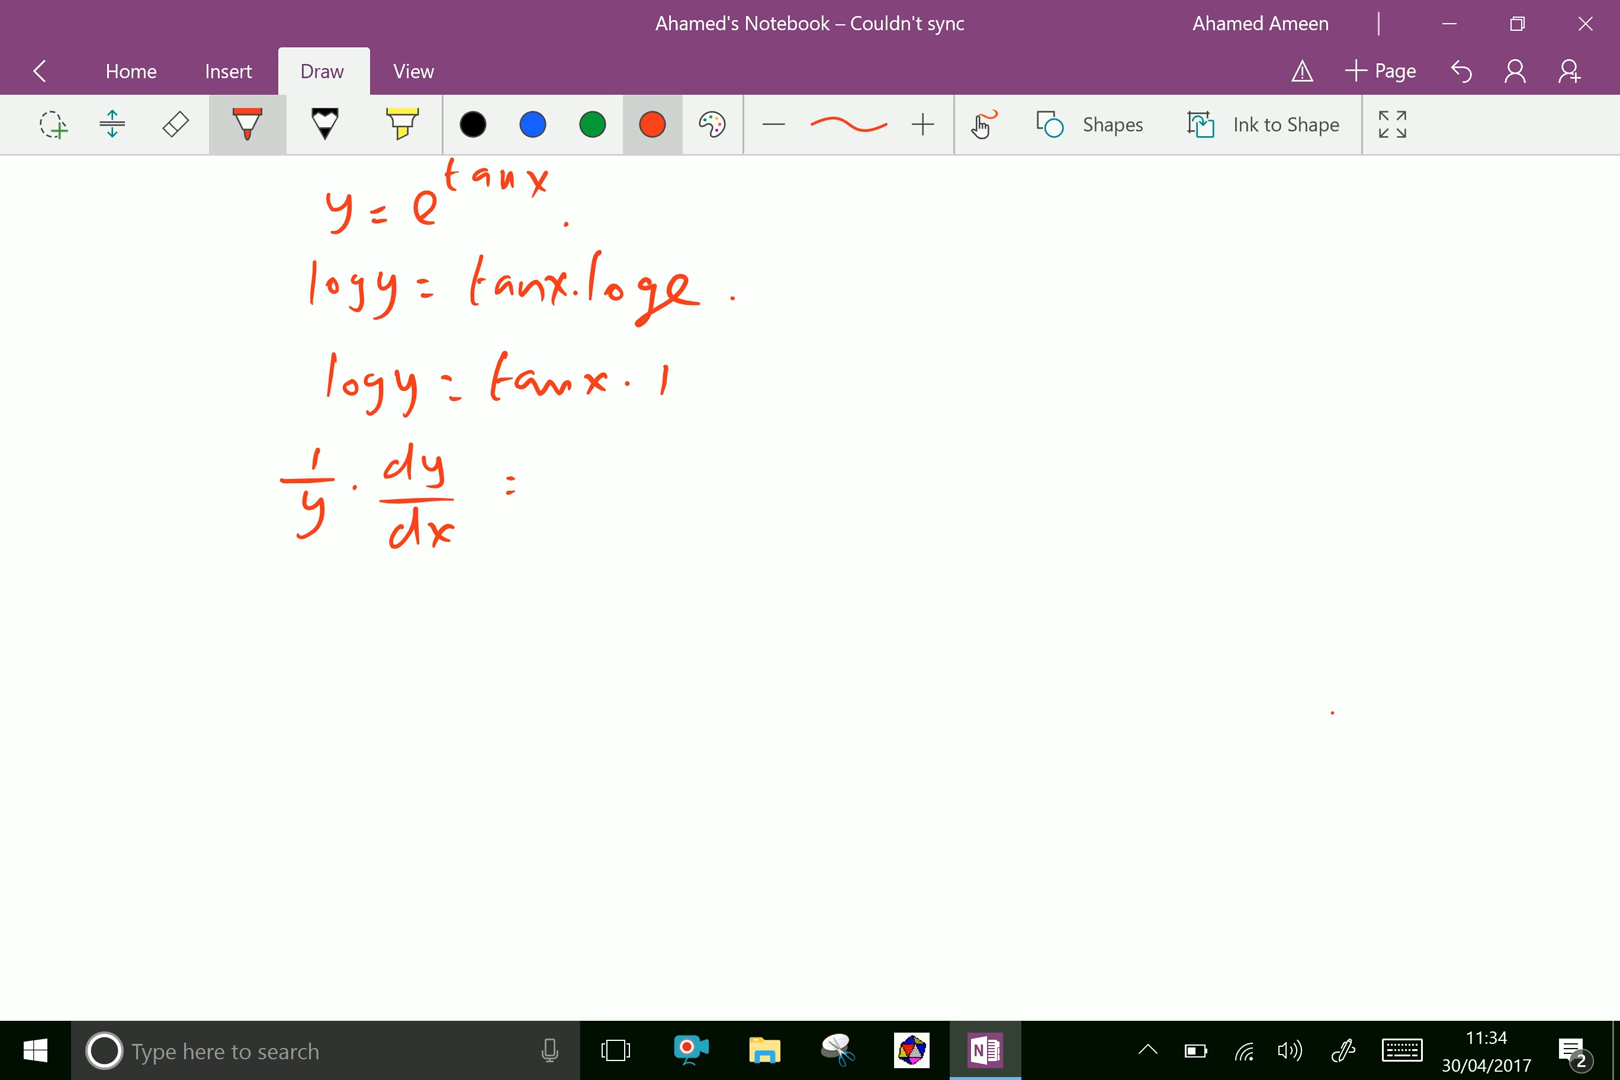 Ahamed's Notebook – Couldn't sync
Ahamed Ameen
Home Insert Draw View
Page
Shapes Ink to Shape
y = e^tanx .
logy = tanx.loge .
logy = tanx . 1
1/y . dy/dx =
Type here to search
N
11:34
30/04/2017
2